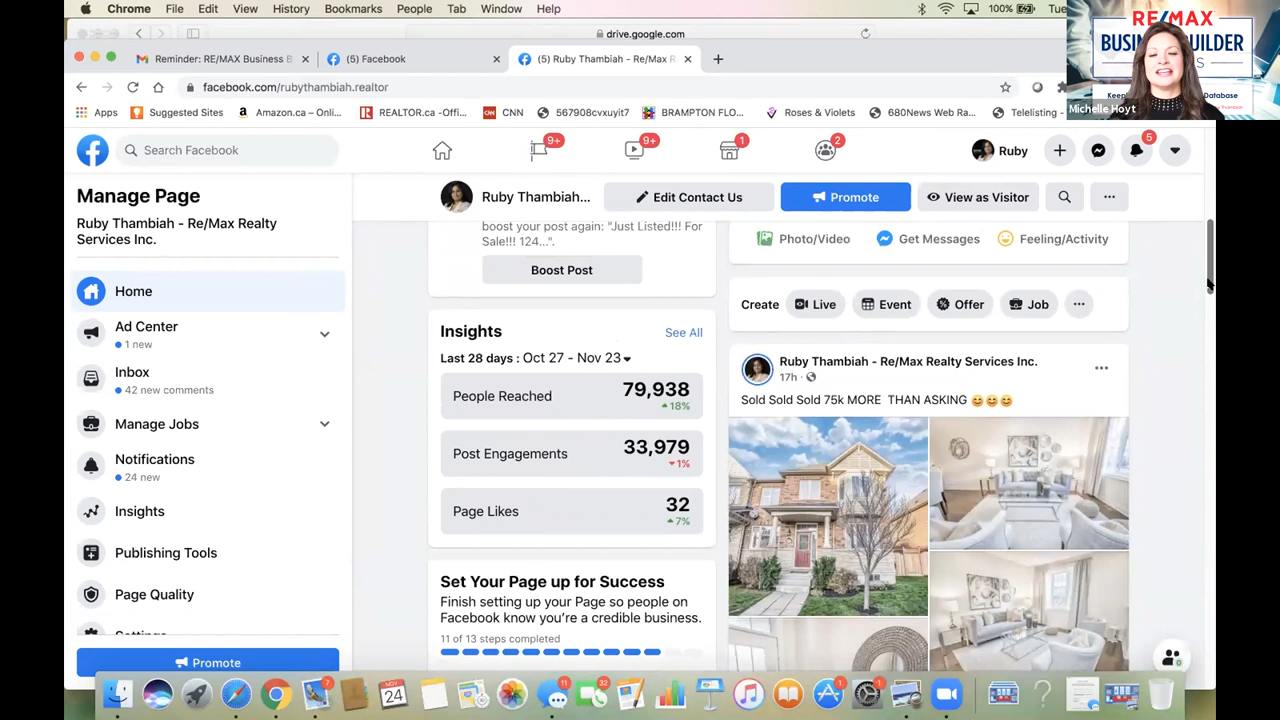 Chrome File Edit View History Bookmarks People Tab Window Help
100%
Tue
drive.google.com
Reminder: RE/MAX Business B
(5) Facebook
(5) Ruby Thambiah - Re/Max R
facebook.com/rubythambiah.realtor
Apps
Suggested Sites
Amazon.ca – Onli...
REALTOR.ca -Offi...
CNN
567908cvxuyit7
BRAMPTON FLO...
Roses & Violets
680News Web Ra...
Telelisting -
RE/MAX
Michelle Hoyt
Search Facebook
9+
9+
1
2
Ruby
5
Manage Page
Ruby Thambiah - Re/Max Realty
Services Inc.
Home
Ad Center
1 new
Inbox
42 new comments
Manage Jobs
Notifications
24 new
Insights
Publishing Tools
Page Quality
Settings
Promote
Ruby Thambiah...
Edit Contact Us
Promote
View as Visitor
boost your post again: "Just Listed!!! For
Sale!!! 124...".
Boost Post
Insights
See All
Last 28 days : Oct 27 - Nov 23
People Reached
79,938
18%
Post Engagements
33,979
1%
Page Likes
32
7%
Set Your Page up for Success
Finish setting up your Page so people on
Facebook know you're a credible business.
11 of 13 steps completed
Photo/Video
Get Messages
Feeling/Activity
Create
Live
Event
Offer
Job
Ruby Thambiah - Re/Max Realty Services Inc.
17h
Sold Sold Sold 75k MORE THAN ASKING 😊😊😊
7
NOV
24
11
32
1
1